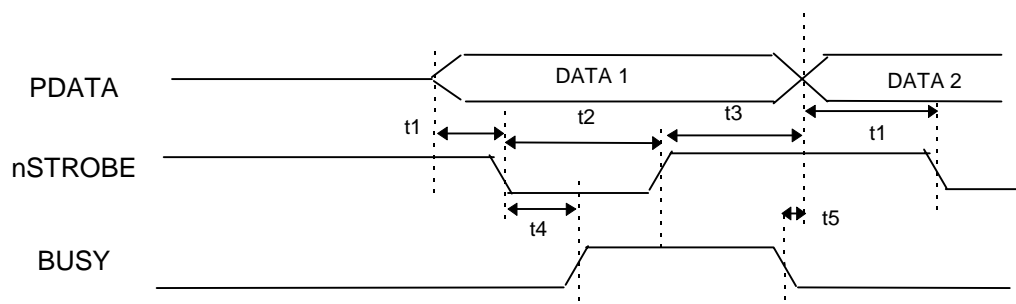 PDATA
DATA 1
DATA 2
t1
t2
t3
t1
nSTROBE
t4
t5
BUSY